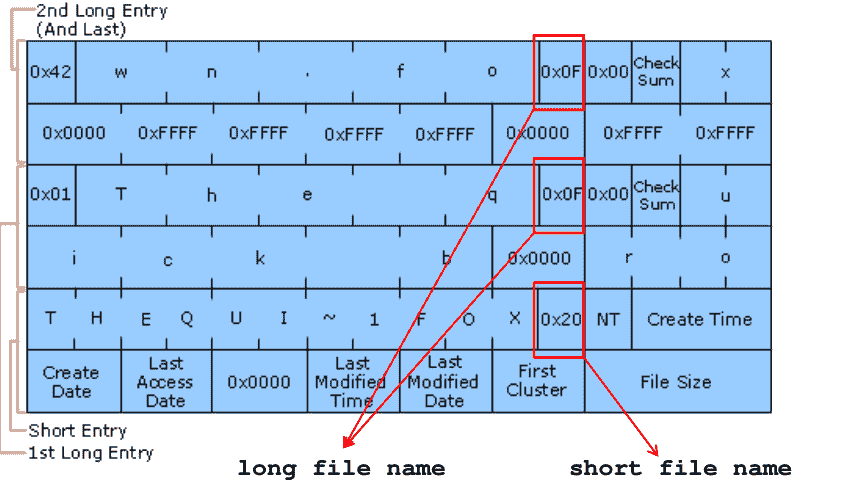 2nd Long Entry
(And Last)
0x42 w n . f o 0x0F 0x00 Check Sum x
0x0000 0xFFFF 0xFFFF 0xFFFF 0xFFFF 0x0000 0xFFFF 0xFFFF
0x01 T h e q 0x0F 0x00 Check Sum u
i c k b 0x0000 r o
T H E Q U I ~ 1 F O X 0x20 NT Create Time
Create Date Last Access Date 0x0000 Last Modified Time Last Modified Date First Cluster File Size
Short Entry
1st Long Entry
long file name short file name